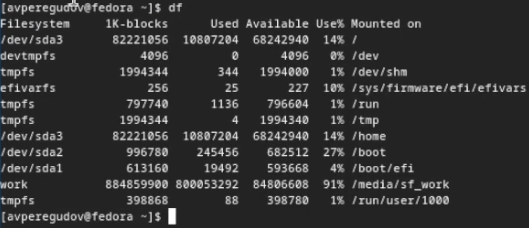 [avperegudov@fedora ~]$ df
Filesystem     1K-blocks      Used Available Use% Mounted on
/dev/sda3       82221056  10807204  68242940  14% /
devtmpfs            4096         0      4096   0% /dev
tmpfs            1994344       344   1994000   1% /dev/shm
efivarfs             256        25       227  10% /sys/firmware/efi/efivars
tmpfs             797740      1136    796604   1% /run
tmpfs            1994344         4   1994340   1% /tmp
/dev/sda3       82221056  10807204  68242940  14% /home
/dev/sda2         996780    245456    682512  27% /boot
/dev/sda1         613160     19492    593668   4% /boot/efi
work           884859900 800053292  84806608  91% /media/sf_work
tmpfs             398868        88    398780   1% /run/user/1000
[avperegudov@fedora ~]$